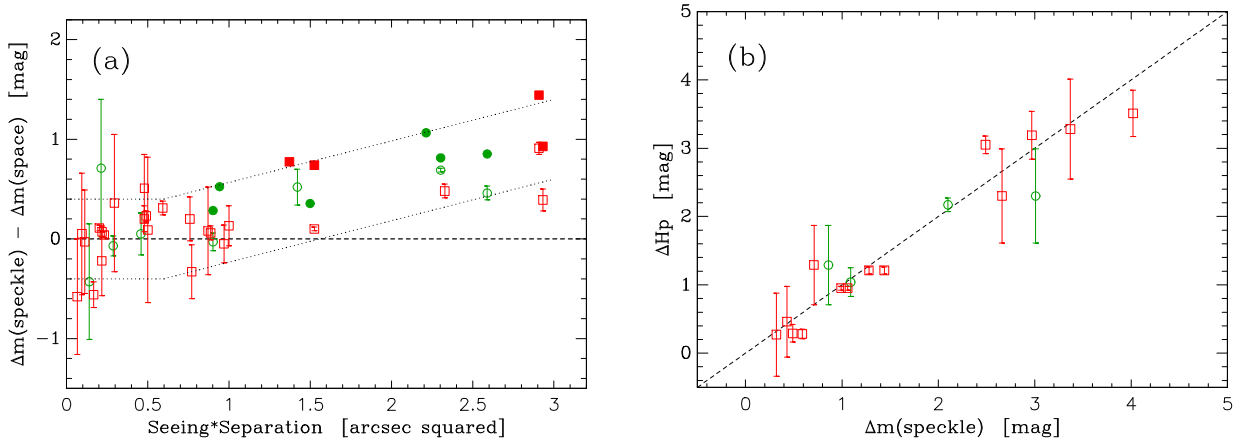 (a)
Δm(speckle) − Δm(space) [mag]
2
1
0
−1
0 0.5 1 1.5 2 2.5 3
Seeing*Separation [arcsec squared]
(b)
ΔHp [mag]
5
4
3
2
1
0
0 1 2 3 4 5
Δm(speckle) [mag]